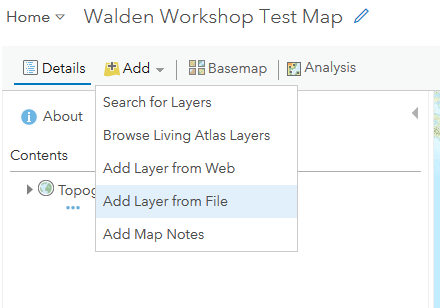 Home Walden Workshop Test Map
Details Add Basemap Analysis
Search for Layers
About
Browse Living Atlas Layers
Contents
Add Layer from Web
Add Layer from File
Add Map Notes